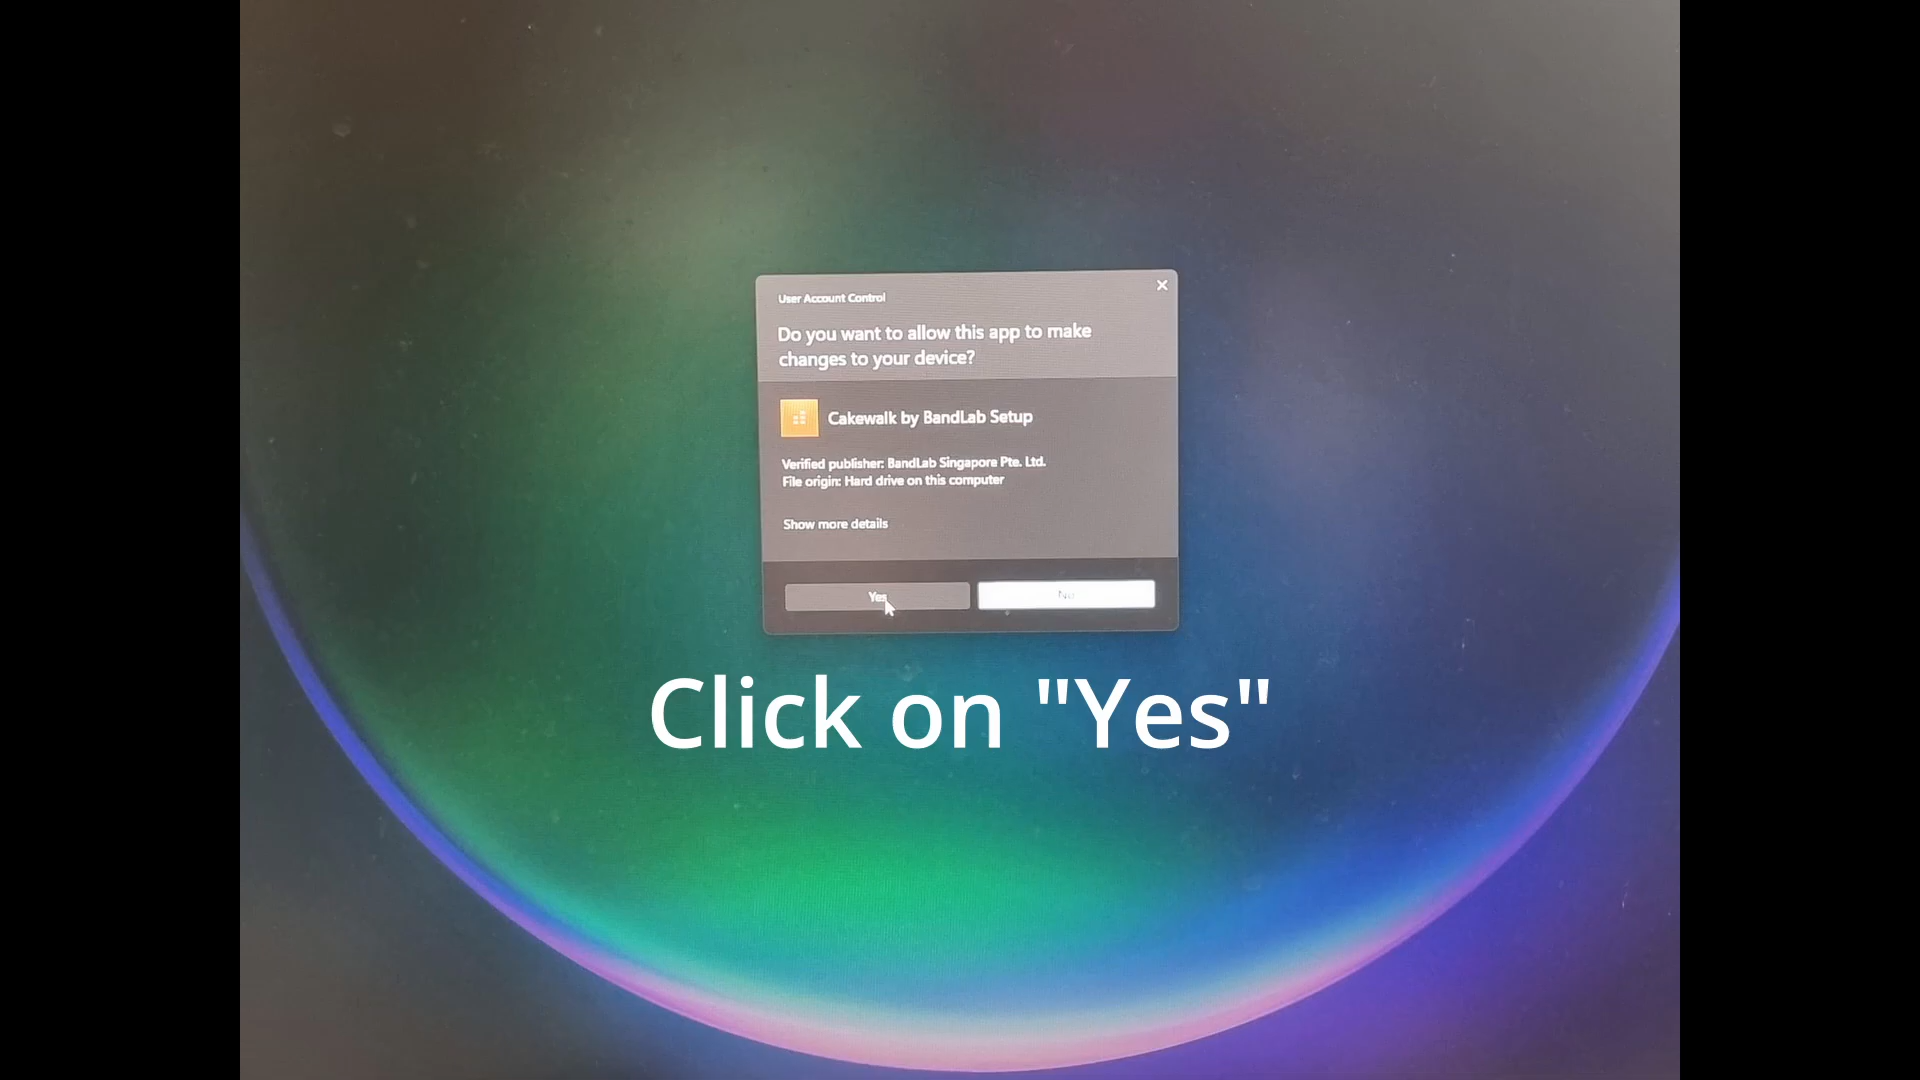 User Account Control
Do you want to allow this app to make
changes to your device?
Cakewalk by BandLab Setup
Verified publisher: BandLab Singapore Pte. Ltd.
File origin: Hard drive on this computer
Show more details
Yes
No
Click on "Yes"